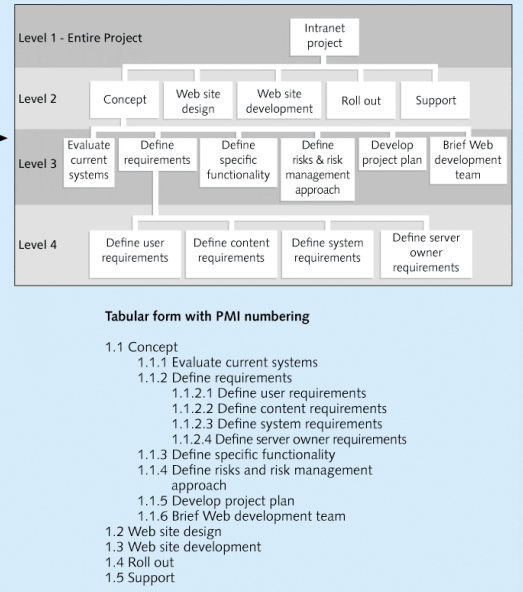 Level 1 - Entire Project
Intranet
project
Level 2
Concept
Web site
design
Web site
development
Roll out
Support
Level 3
Evaluate
current
systems
Define
requirements
Define
specific
functionality
Define
risks & risk
management
approach
Develop
project plan
Brief Web
development
team
Level 4
Define user
requirements
Define content
requirements
Define system
requirements
Define server
owner
requirements
Tabular form with PMI numbering
1.1 Concept
1.1.1 Evaluate current systems
1.1.2 Define requirements
1.1.2.1 Define user requirements
1.1.2.2 Define content requirements
1.1.2.3 Define system requirements
1.1.2.4 Define server owner requirements
1.1.3 Define specific functionality
1.1.4 Define risks and risk management
approach
1.1.5 Develop project plan
1.1.6 Brief Web development team
1.2 Web site design
1.3 Web site development
1.4 Roll out
1.5 Support